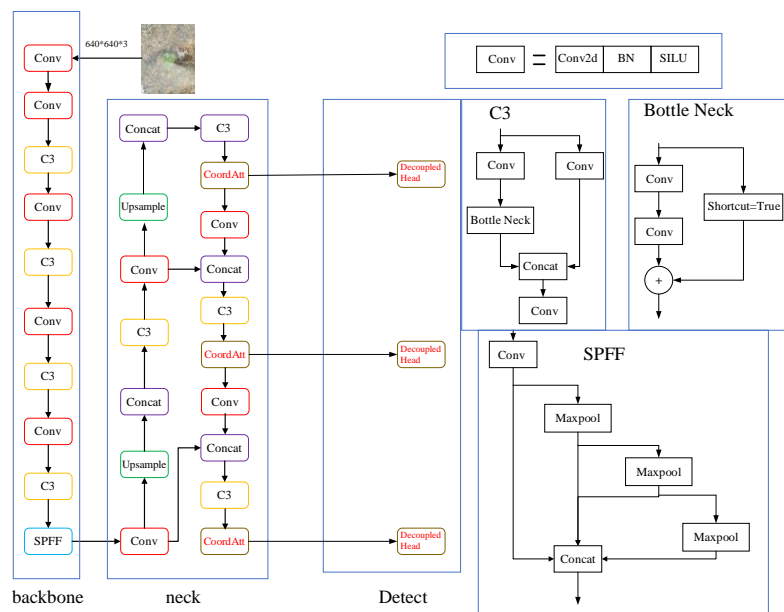 640*640*3
Conv
Conv
C3
Conv
C3
Conv
C3
Conv
C3
SPFF
backbone
Concat
Upsample
Conv
C3
Concat
Upsample
Conv
C3
CoordAtt
Conv
Concat
C3
CoordAtt
Conv
Concat
C3
CoordAtt
neck
Decoupled
Head
Decoupled
Head
Decoupled
Head
Detect
Conv = Conv2d BN SILU
C3
Conv
Conv
Bottle Neck
Concat
Conv
Bottle Neck
Conv
Shortcut=True
Conv
+
SPFF
Conv
Maxpool
Maxpool
Maxpool
Concat